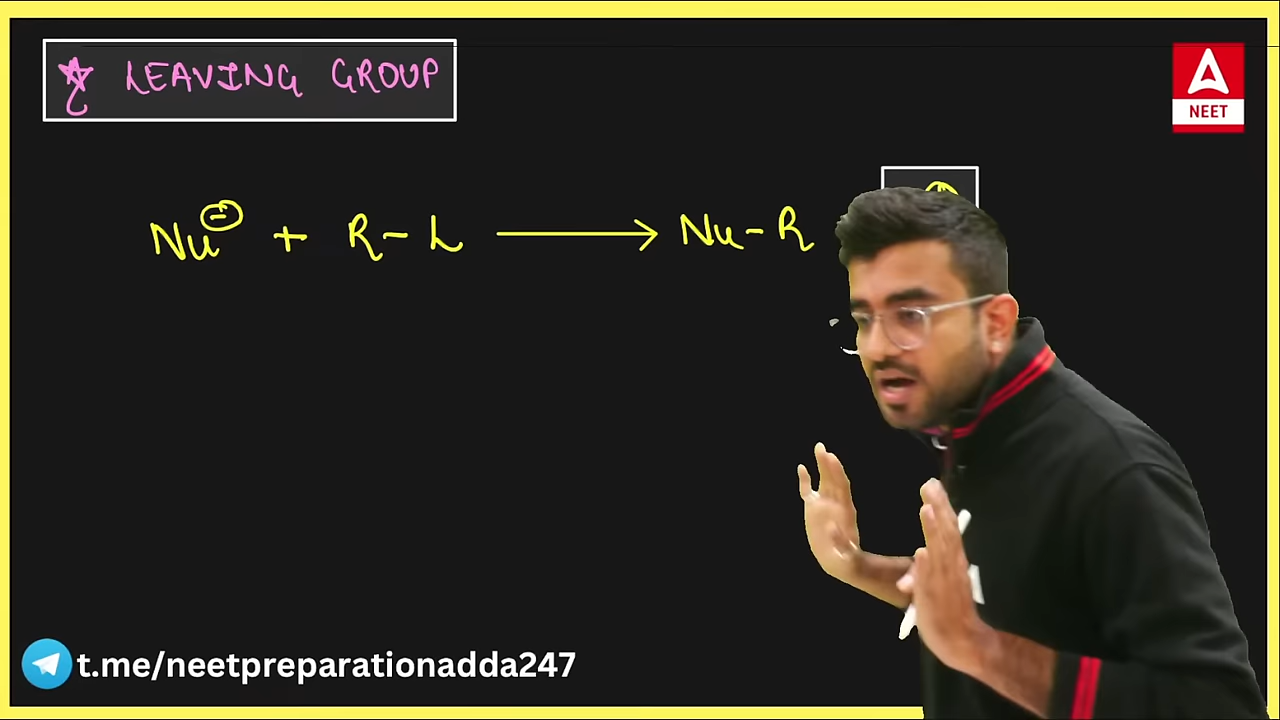 LEAVING GROUP
NEET
Nu⊖ + R – L ⟶ Nu – R
t.me/neetpreparationadda247